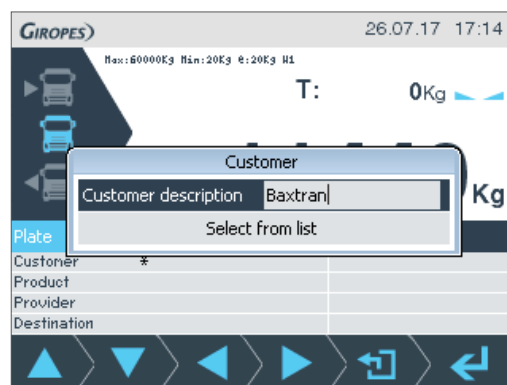 GIROPES) 26.07.17 17:14
Max:60000Kg Min:20Kg e:20Kg W1
T: 0Kg
Kg
Customer
Customer description Baxtran
Select from list
Plate
Customer *
Product
Provider
Destination